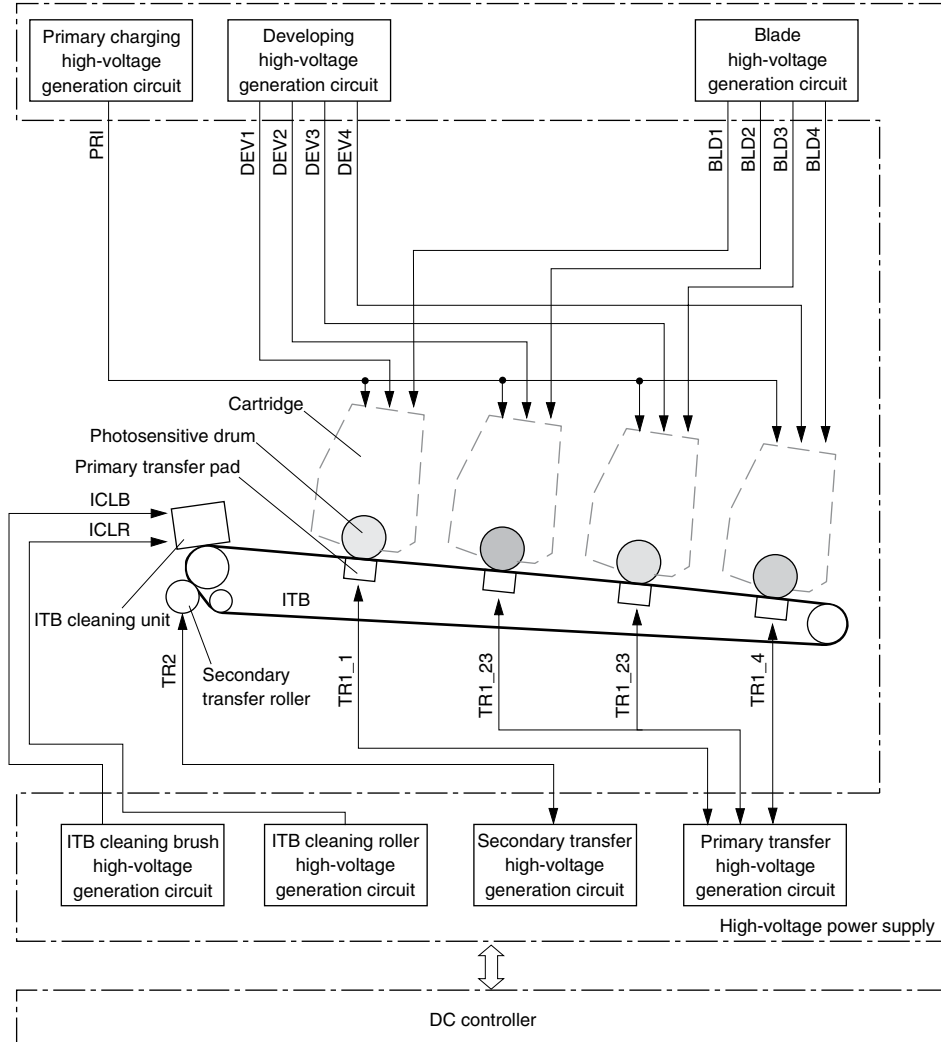 Primary charging
high-voltage
generation circuit
Developing
high-voltage
generation circuit
Blade
high-voltage
generation circuit
PRI
DEV1
DEV2
DEV3
DEV4
BLD1
BLD2
BLD3
BLD4
Cartridge
Photosensitive drum
Primary transfer pad
ICLB
ICLR
ITB
ITB cleaning unit
Secondary
transfer roller
TR2
TR1_1
TR1_23
TR1_23
TR1_4
ITB cleaning brush
high-voltage
generation circuit
ITB cleaning roller
high-voltage
generation circuit
Secondary transfer
high-voltage
generation circuit
Primary transfer
high-voltage
generation circuit
High-voltage power supply
DC controller